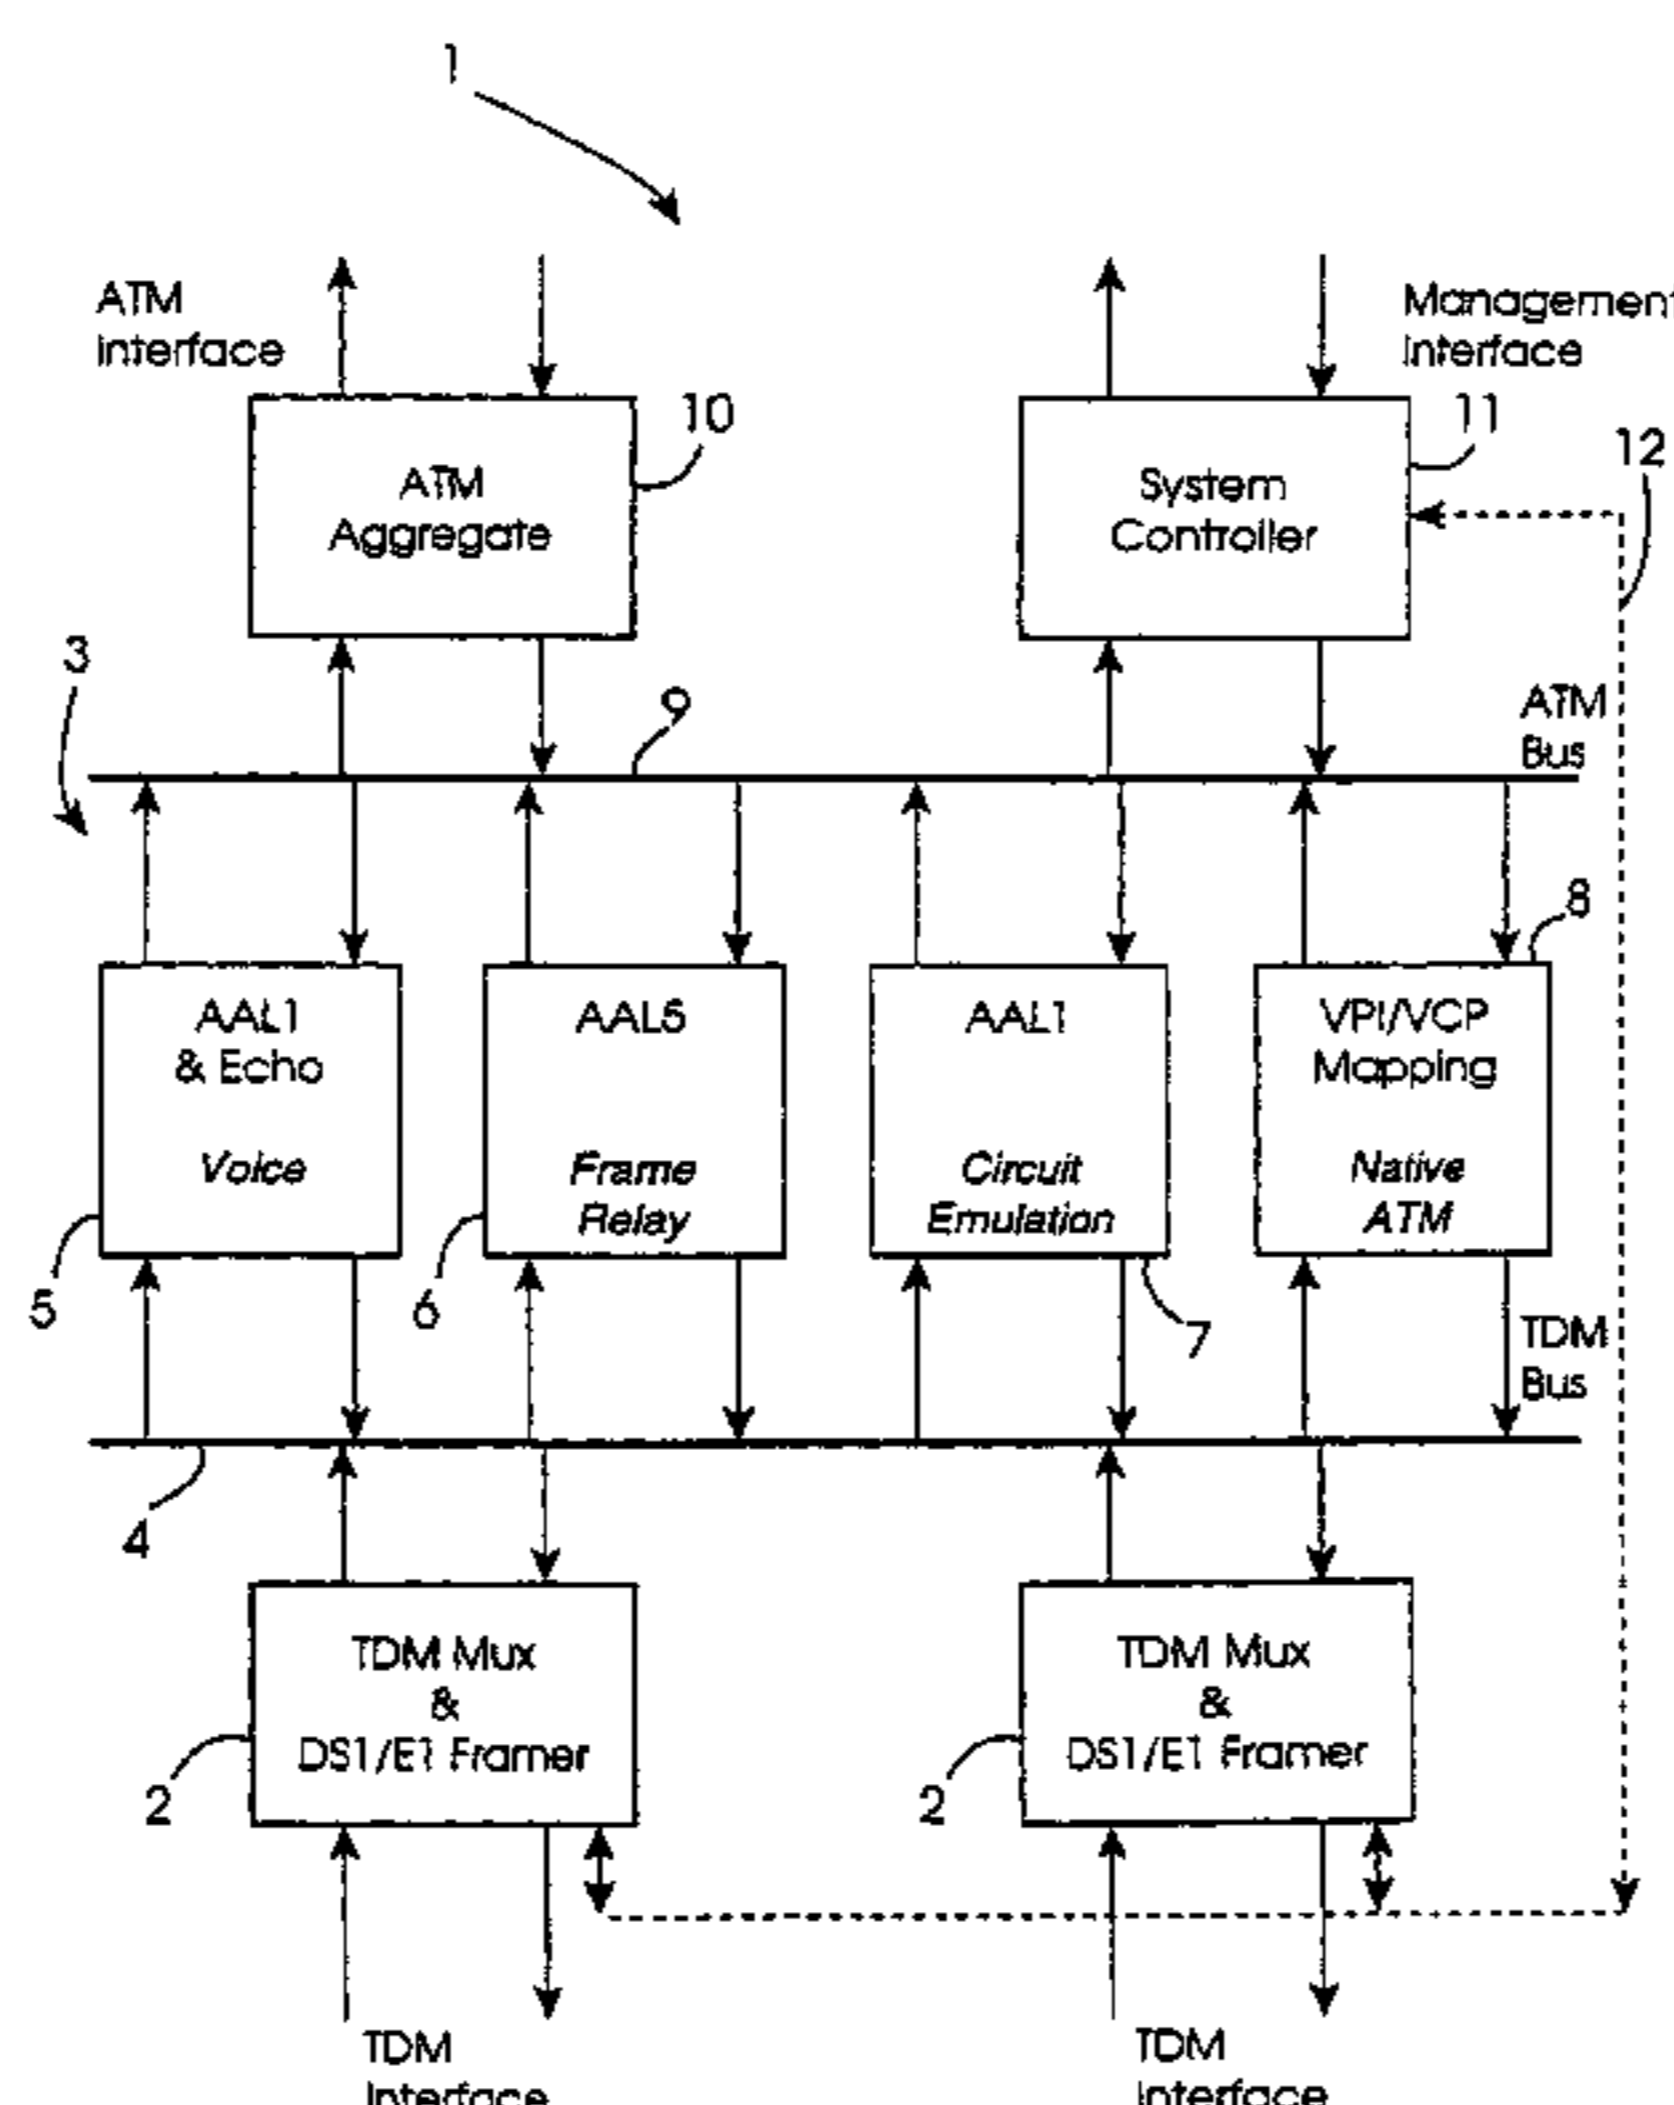 1
ATM
Interface
Management
Interface
10
11
12
ATM
Aggregate
System
Controller
3
9
ATM
Bus
8
AAL1
& Echo
Voice
AAL5
Frame
Relay
AAL1
Circuit
Emulation
VPI/VCP
Mapping
Native
ATM
5
6
7
TDM
Bus
4
TDM Mux
&
DS1/E1 Framer
TDM Mux
&
DS1/E1 Framer
2
2
TDM
Interface
TDM
Interface